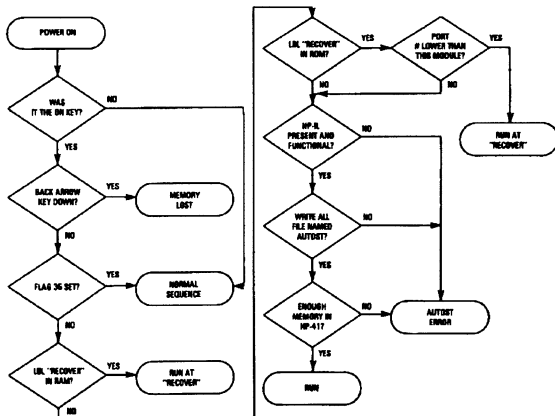 POWER ON
WAS
IT THE ON KEY?
NO
YES
BACK ARROW
KEY DOWN?
YES
MEMORY
LOST
NO
FLAG 36 SET?
YES
NORMAL
SEQUENCE
NO
LBL "RECOVER"
IN RAM?
YES
RUN AT
"RECOVER"
NO
LBL "RECOVER"
IN ROM?
YES
PORT
# LOWER THAN
THIS MODULE?
YES
NO
NO
RUN AT
"RECOVER"
HP-IL
PRESENT AND
FUNCTIONAL?
NO
YES
WRITE ALL
FILE NAMED
AUTOST?
NO
YES
ENOUGH
MEMORY IN
HP-41?
NO
AUTOST
ERROR
YES
RUN